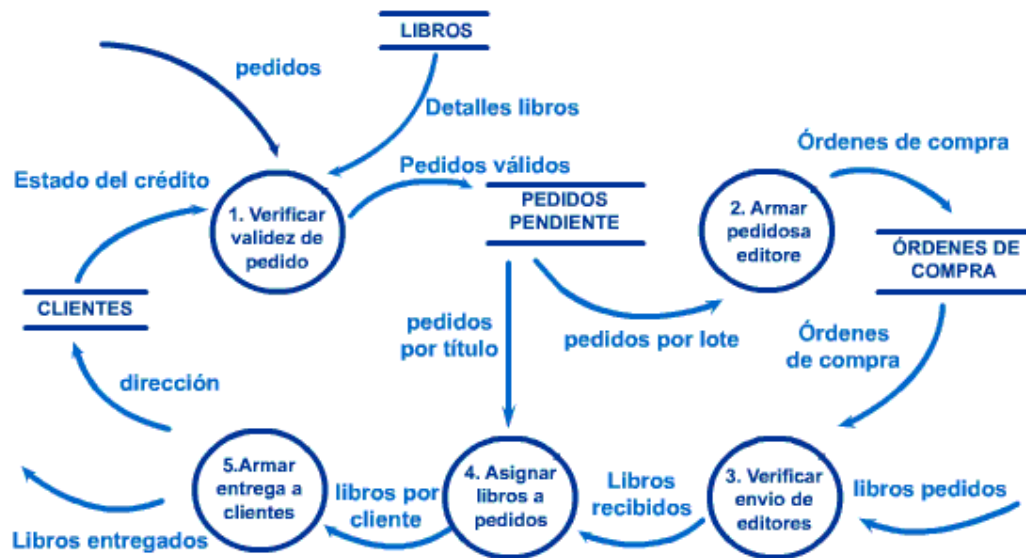 LIBROS
pedidos
Detalles libros
Órdenes de compra
Pedidos válidos
Estado del crédito
1. Verificar
validez de
pedido
PEDIDOS
PENDIENTE
2. Armar
pedidosa
editore
ÓRDENES DE
COMPRA
CLIENTES
pedidos
por título
pedidos por lote
Órdenes
de compra
dirección
5.Armar
entrega a
clientes
libros por
cliente
4. Asignar
libros a
pedidos
Libros
recibidos
3. Verificar
envio de
editores
libros pedidos
Libros entregados